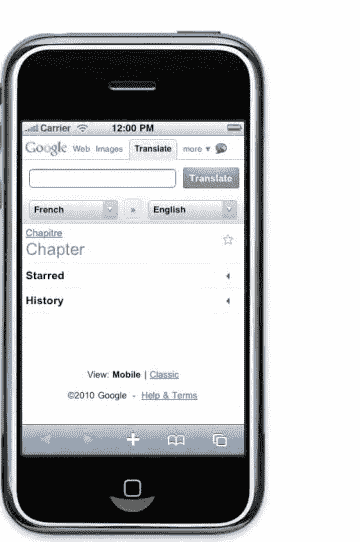 Carrier 12:00 PM
Google Web Images Translate more ▼
Translate
French » English
Chapitre
Chapter
Starred
History
View: Mobile | Classic
©2010 Google - Help & Terms